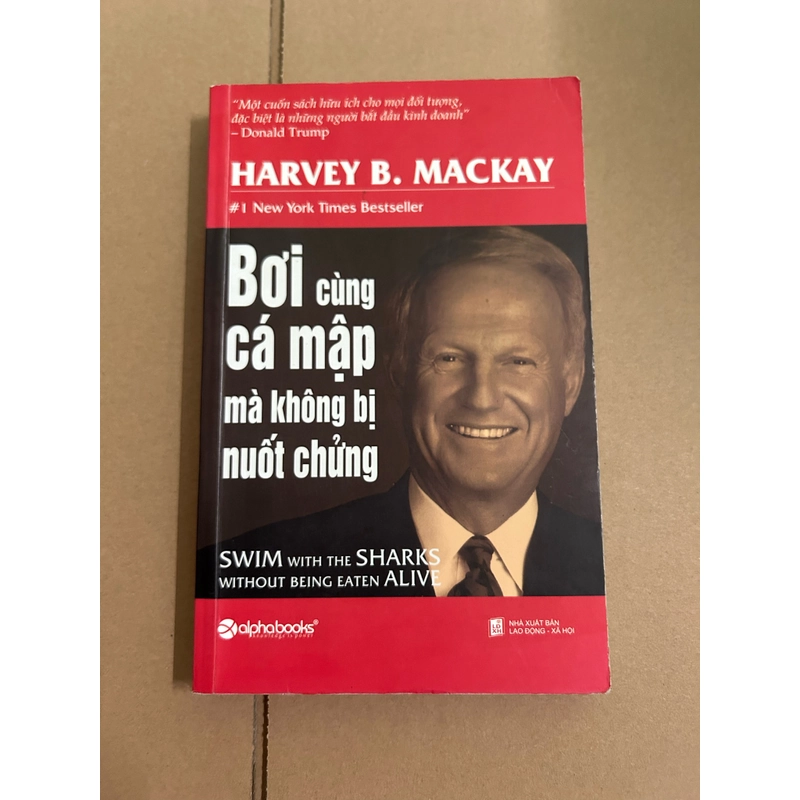 “Một cuốn sách hữu ích cho mọi đối tượng,
đặc biệt là những người bắt đầu kinh doanh”
– Donald Trump
HARVEY B. MACKAY
#1 New York Times Bestseller
Bơi cùng
cá mập
mà không bị
nuốt chửng
SWIM WITH THE SHARKS
WITHOUT BEING EATEN ALIVE
alphabooks®
knowledge is power
NHÀ XUẤT BẢN
LAO ĐỘNG - XÃ HỘI